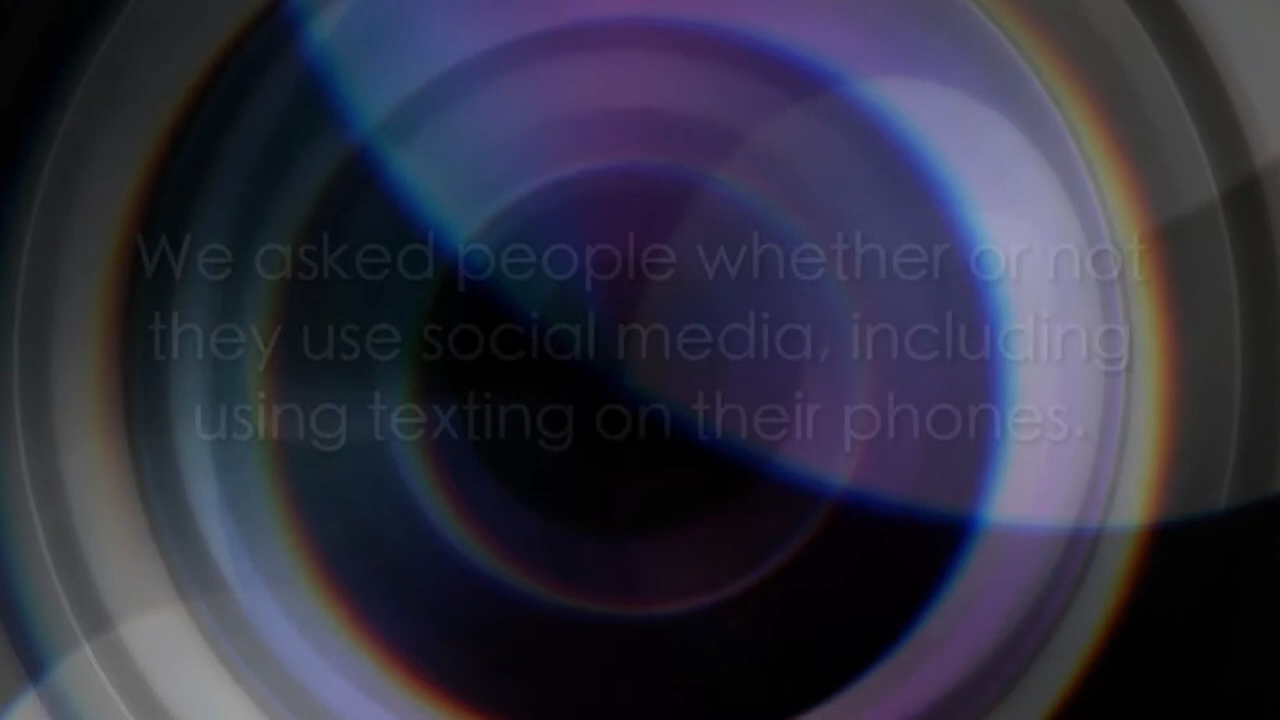 We asked people whether or not
they use social media, including
using texting on their phones.